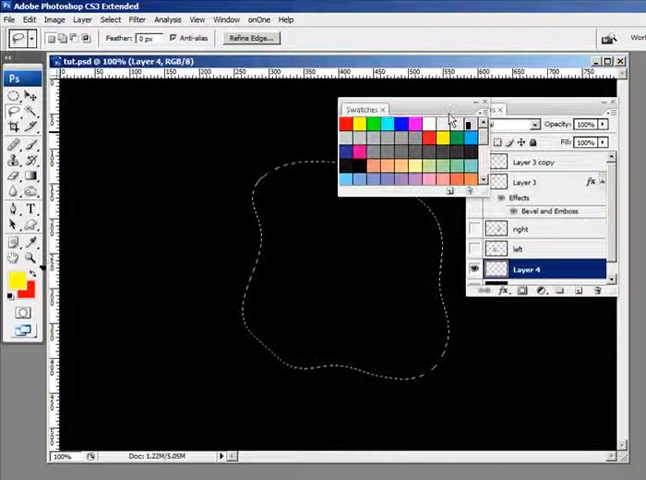 Adobe Photoshop CS3 Extended
File Edit Image Layer Select Filter Analysis View Window onOne Help
Feather: 0 px Anti-alias Refine Edge...
Ps
tut.psd @ 100% (Layer 4, RGB/8)
Swatches
Opacity: 100%
Fill: 100%
Layer 3 copy
Layer 3
Effects
Bevel and Emboss
right
left
Layer 4
100% Doc: 1.22M/5.05M